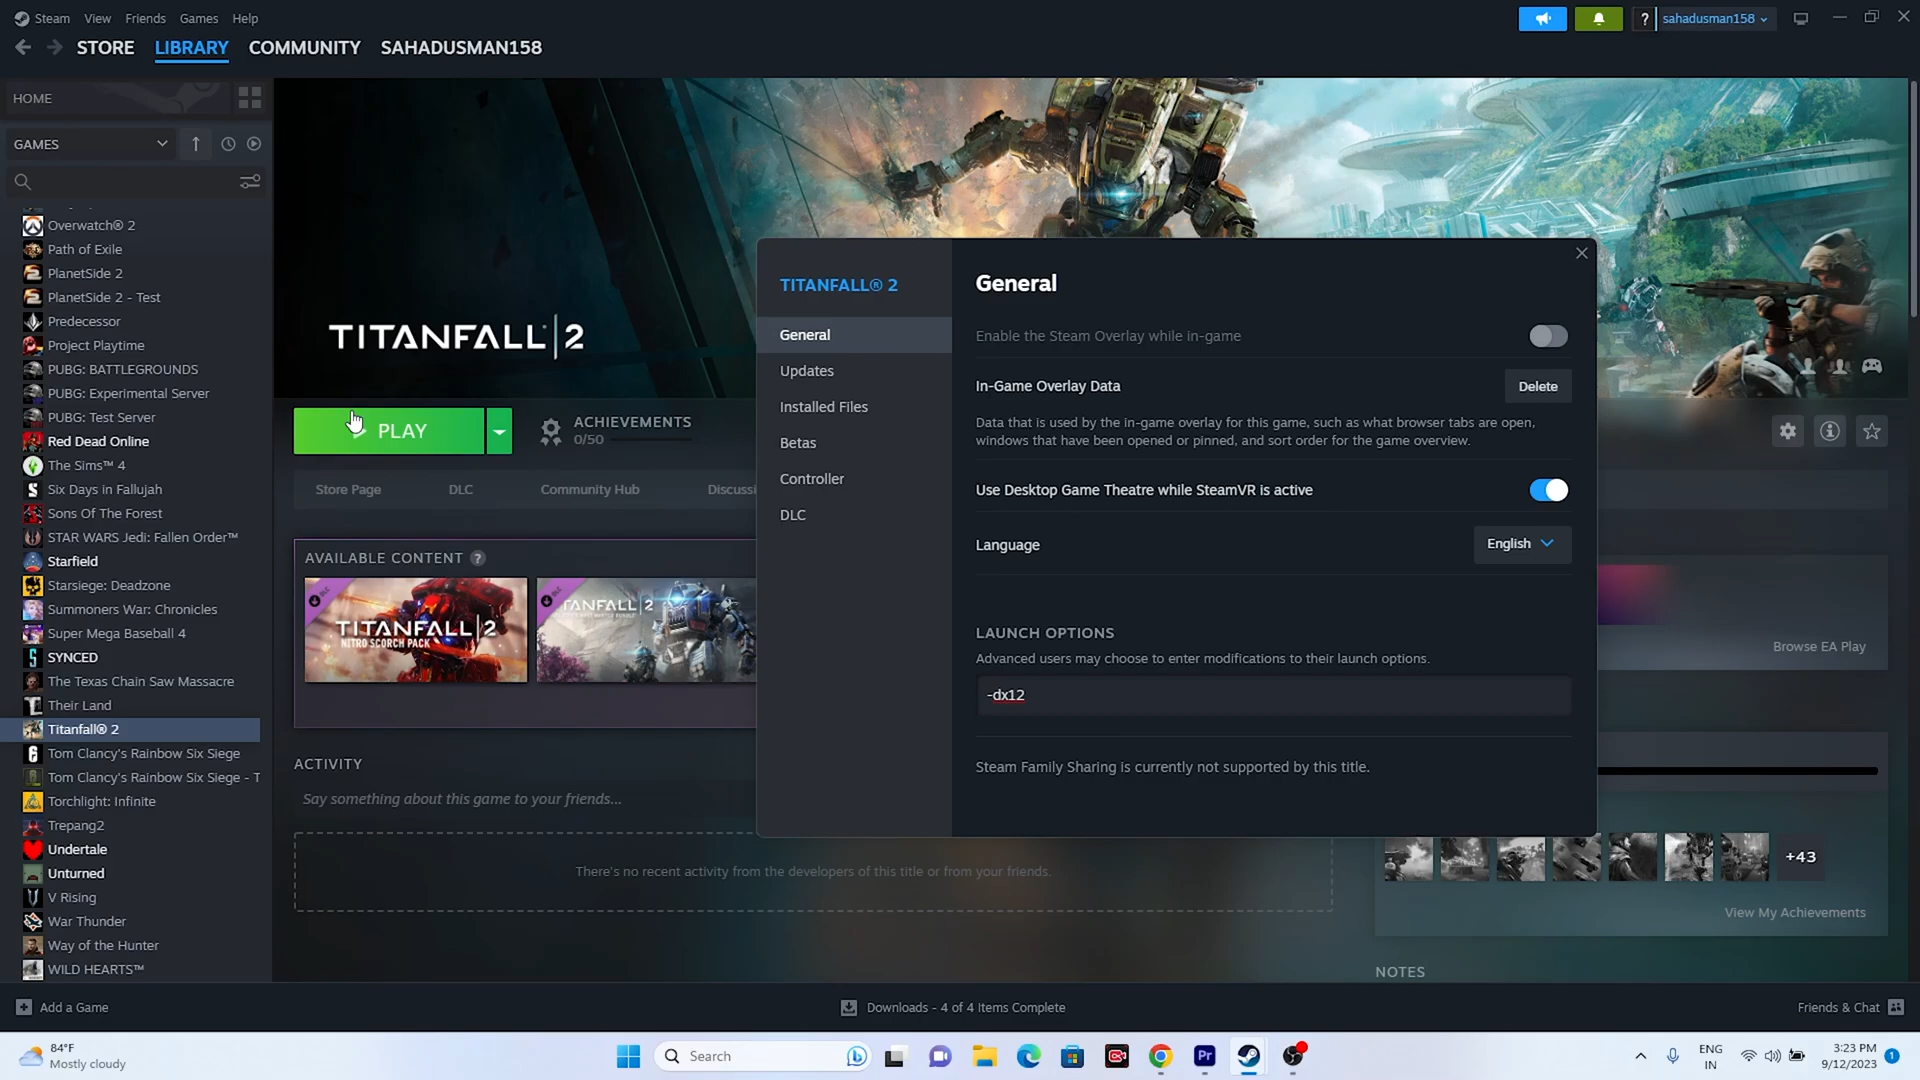 Steam View Friends Games Help
? sahadusman158
STORE LIBRARY COMMUNITY SAHADUSMAN158
HOME
GAMES
Overwatch® 2
Path of Exile
PlanetSide 2
PlanetSide 2 - Test
Predecessor
Project Playtime
PUBG: BATTLEGROUNDS
PUBG: Experimental Server
PUBG: Test Server
Red Dead Online
The Sims™ 4
Six Days in Fallujah
Sons Of The Forest
STAR WARS Jedi: Fallen Order™
Starfield
Starsiege: Deadzone
Summoners War: Chronicles
Super Mega Baseball 4
SYNCED
The Texas Chain Saw Massacre
Their Land
Titanfall® 2
Tom Clancy's Rainbow Six Siege
Tom Clancy's Rainbow Six Siege - T
Torchlight: Infinite
Trepang2
Undertale
Unturned
V Rising
War Thunder
Way of the Hunter
WILD HEARTS™
TITANFALL 2
PLAY
ACHIEVEMENTS
0/50
Store Page DLC Community Hub Discussi
AVAILABLE CONTENT ?
TITANFALL 2
NITRO SCORCH PACK
TANFALL 2
ACTIVITY
Say something about this game to your friends...
There's no recent activity from the developers of this title or from your friends.
TITANFALL® 2
General
Updates
Installed Files
Betas
Controller
DLC
General
Enable the Steam Overlay while in-game
In-Game Overlay Data
Delete
Data that is used by the in-game overlay for this game, such as what browser tabs are open,
windows that have been opened or pinned, and sort order for the game overview.
Use Desktop Game Theatre while SteamVR is active
Language
English
LAUNCH OPTIONS
Advanced users may choose to enter modifications to their launch options.
-dx12
Steam Family Sharing is currently not supported by this title.
Browse EA Play
+43
View My Achievements
NOTES
Add a Game
Downloads - 4 of 4 Items Complete
Friends & Chat
84°F
Mostly cloudy
Search
Pr
ENG
IN
3:23 PM
9/12/2023
1